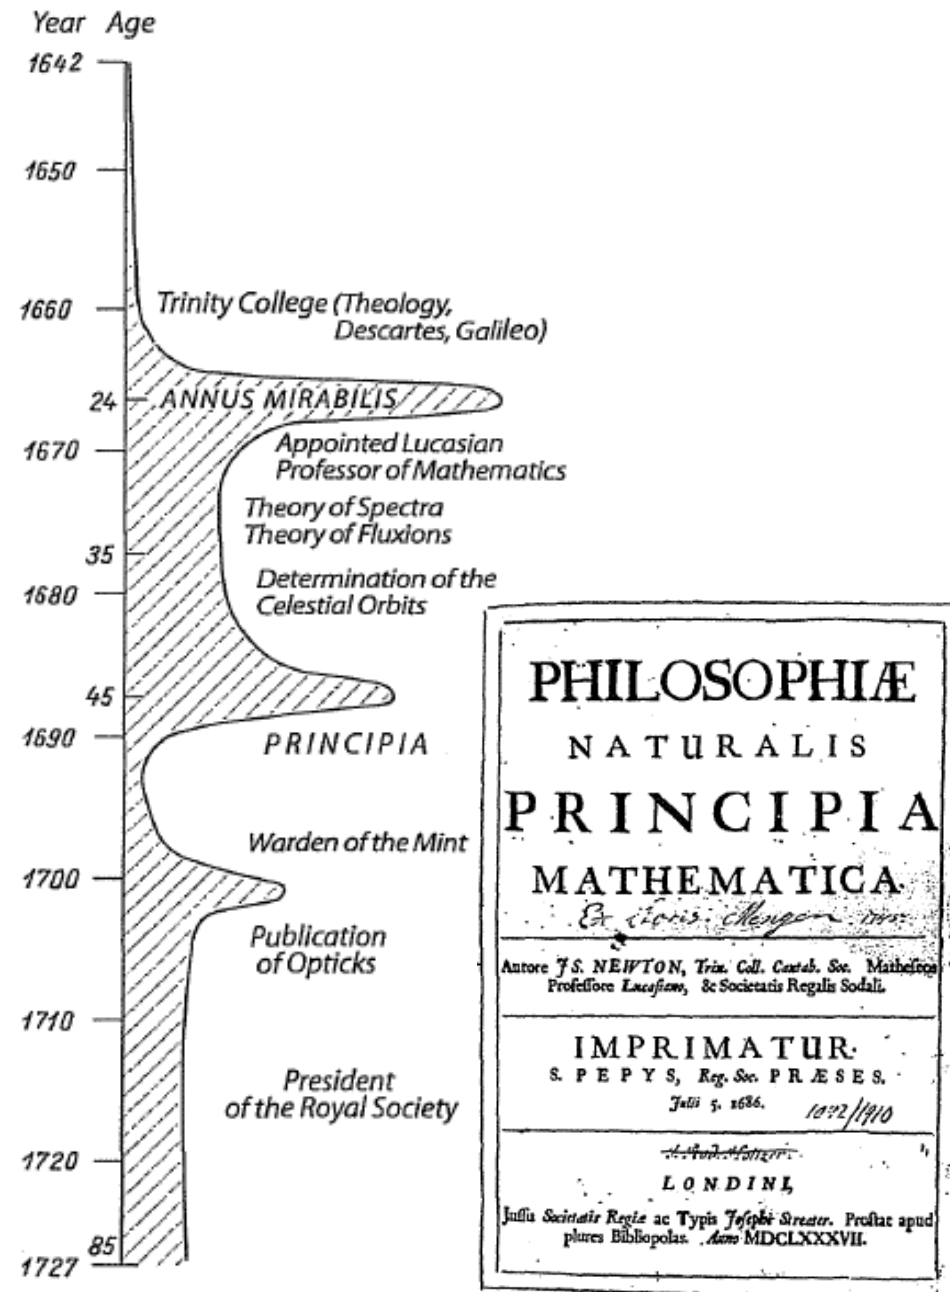 Year Age
1642
1650
1660
Trinity College (Theology,
Descartes, Galileo)
24
ANNUS MIRABILIS
1670
Appointed Lucasian
Professor of Mathematics
Theory of Spectra
Theory of Fluxions
35
1680
Determination of the
Celestial Orbits
45
1690
PRINCIPIA
Warden of the Mint
1700
Publication
of Opticks
1710
President
of the Royal Society
1720
85
1727
PHILOSOPHIÆ
NATURALIS
PRINCIPIA
MATHEMATICA.
Autore JS. NEWTON, Trin. Coll. Cantab. Soc. Matheseos
Professore Lucasiano, & Societatis Regalis Sodali.
IMPRIMATUR.
S. PEPYS, Reg. Soc. PRÆSES.
Julii 5. 1686.
LONDINI,
Jussu Societatis Regiæ ac Typis Josephi Streater. Prostat apud
plures Bibliopolas. Anno MDCLXXXVII.